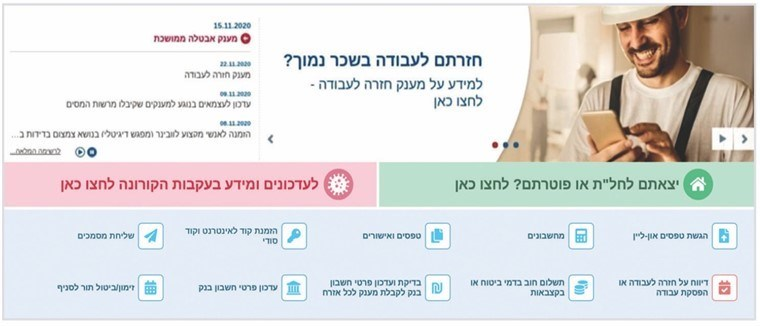 חזרתם לעבודה בשכר נמוך?
למידע על מענק חזרה לעבודה -
לחצו כאן
15.11.2020
מענק אבטלה ממושכת
22.11.2020
מענק חזרה לעבודה
09.11.2020
עדכון לעצמאים בנוגע למענקים שקיבלו מרשות המסים
08.11.2020
הזמנה לאנשי מקצוע לוובינר (מפגש דיגיטלי) בנושא צמצום בדידות ב...
לרשימה המלאה...
יצאתם לחל"ת או פוטרתם? לחצו כאן
לעדכונים ומידע בעקבות הקורונה לחצו כאן
הגשת טפסים און-ליין
מחשבונים
טפסים ואישורים
הזמנת קוד לאינטרנט וקוד
סודי
שליחת מסמכים
דיווח על חזרה לעבודה או
הפסקת עבודה
תשלום חוב בדמי ביטוח או
בקצבאות
בדיקת ועדכון פרטי חשבון
בנק לקבלת מענק לכל אזרח
עדכון פרטי חשבון בנק
זימון/ביטול תור לסניף